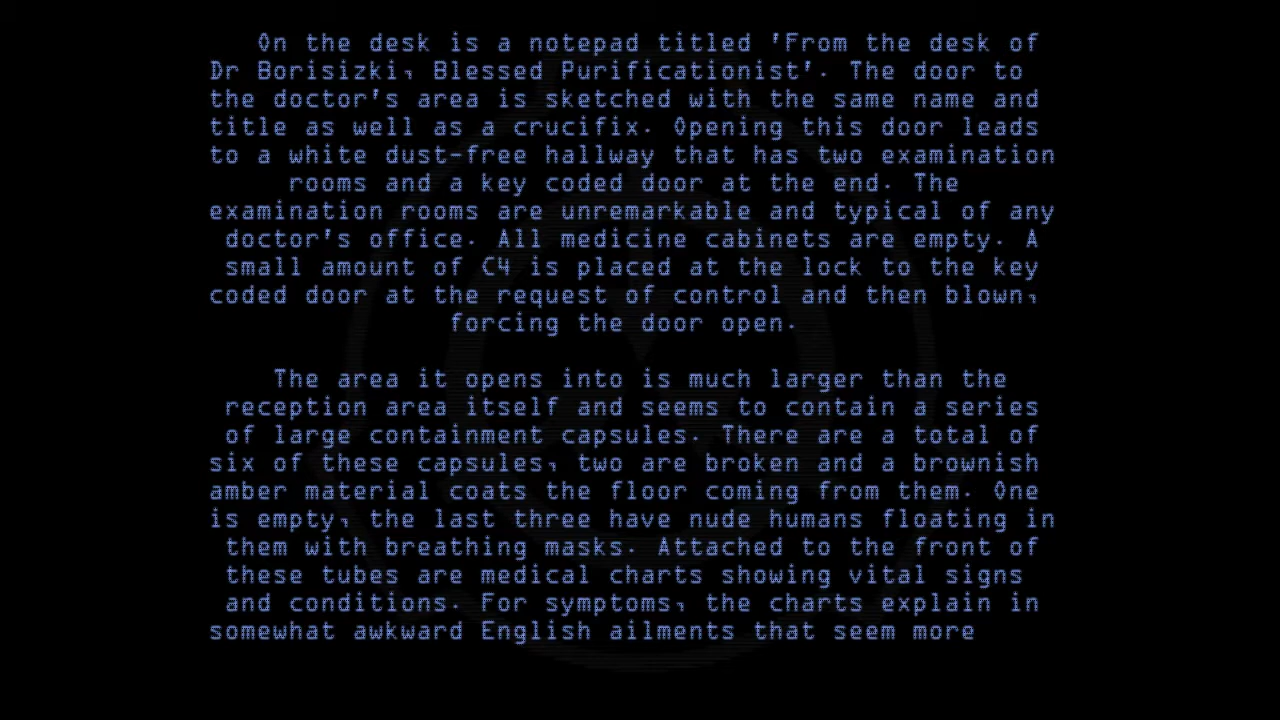 On the desk is a notepad titled 'From the desk of
Dr Borisizki, Blessed Purificationist'. The door to
the doctor's area is sketched with the same name and
title as well as a crucifix. Opening this door leads
to a white dust-free hallway that has two examination
rooms and a key coded door at the end. The
examination rooms are unremarkable and typical of any
doctor's office. All medicine cabinets are empty. A
small amount of C4 is placed at the lock to the key
coded door at the request of control and then blown,
forcing the door open.
The area it opens into is much larger than the
reception area itself and seems to contain a series
of large containment capsules. There are a total of
six of these capsules, two are broken and a brownish
amber material coats the floor coming from them. One
is empty, the last three have nude humans floating in
them with breathing masks. Attached to the front of
these tubes are medical charts showing vital signs
and conditions. For symptoms, the charts explain in
somewhat awkward English ailments that seem more